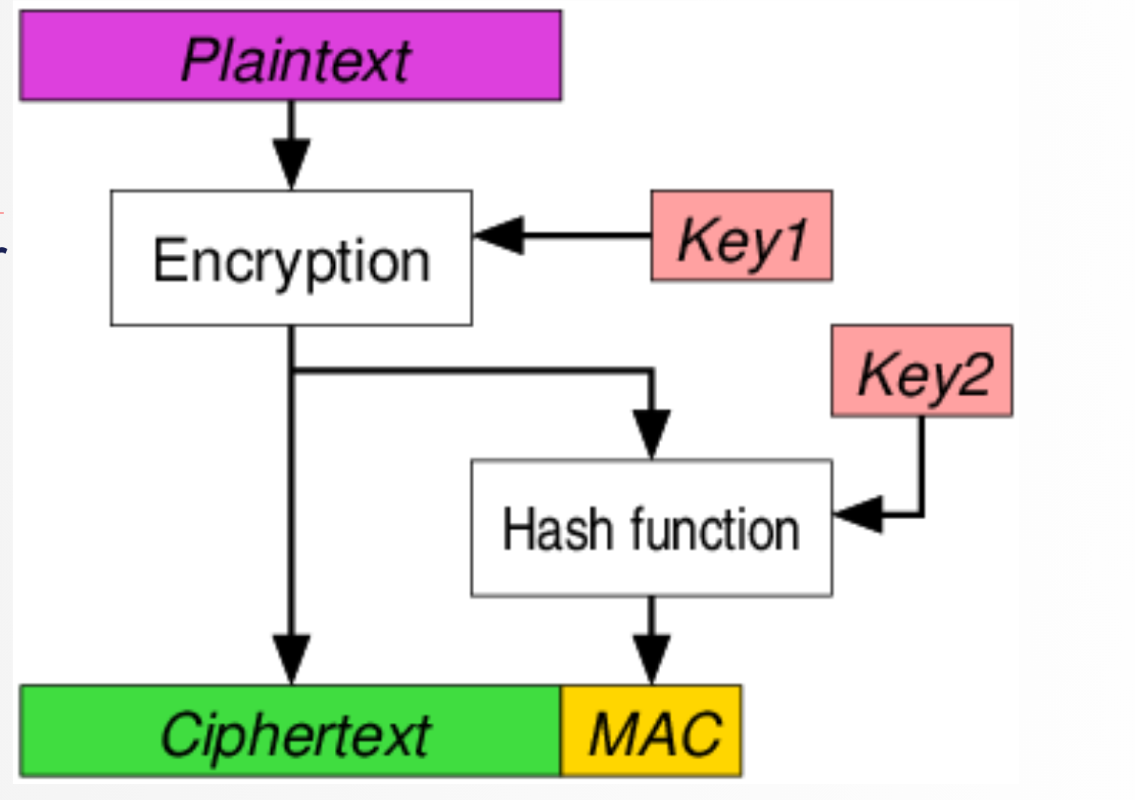 Plaintext
Encryption
Key1
Key2
Hash function
Ciphertext
MAC